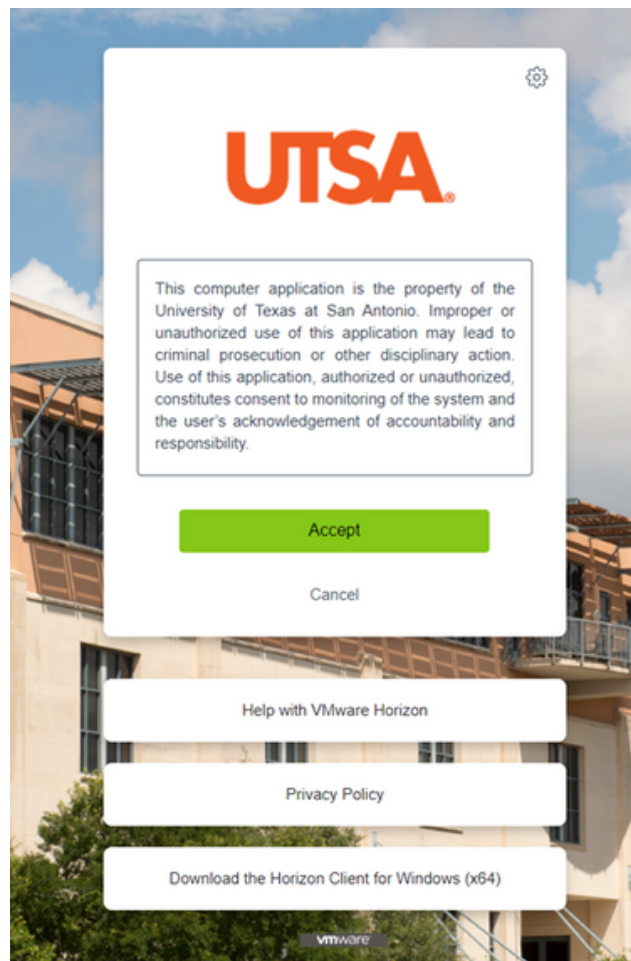 UTSA®
This computer application is the property of the
University of Texas at San Antonio. Improper or
unauthorized use of this application may lead to
criminal prosecution or other disciplinary action.
Use of this application, authorized or unauthorized,
constitutes consent to monitoring of the system and
the user's acknowledgement of accountability and
responsibility.
Accept
Cancel
Help with VMware Horizon
Privacy Policy
Download the Horizon Client for Windows (x64)
vmware